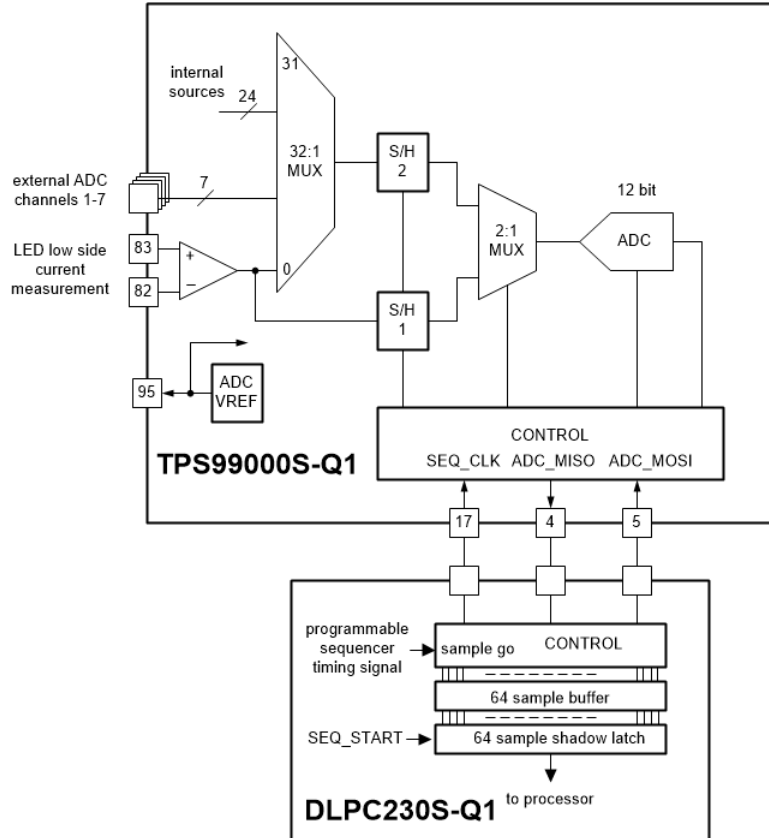 31
internal
sources
24
32:1
MUX
S/H
2
12 bit
external ADC
channels 1-7
7
2:1
MUX
ADC
LED low side
current
measurement
83
+
82
−
0
S/H
1
95
ADC
VREF
CONTROL
TPS99000S-Q1
SEQ_CLK ADC_MISO ADC_MOSI
17
4
5
programmable
sequencer
timing signal
sample go
CONTROL
64 sample buffer
SEQ_START
64 sample shadow latch
to processor
DLPC230S-Q1